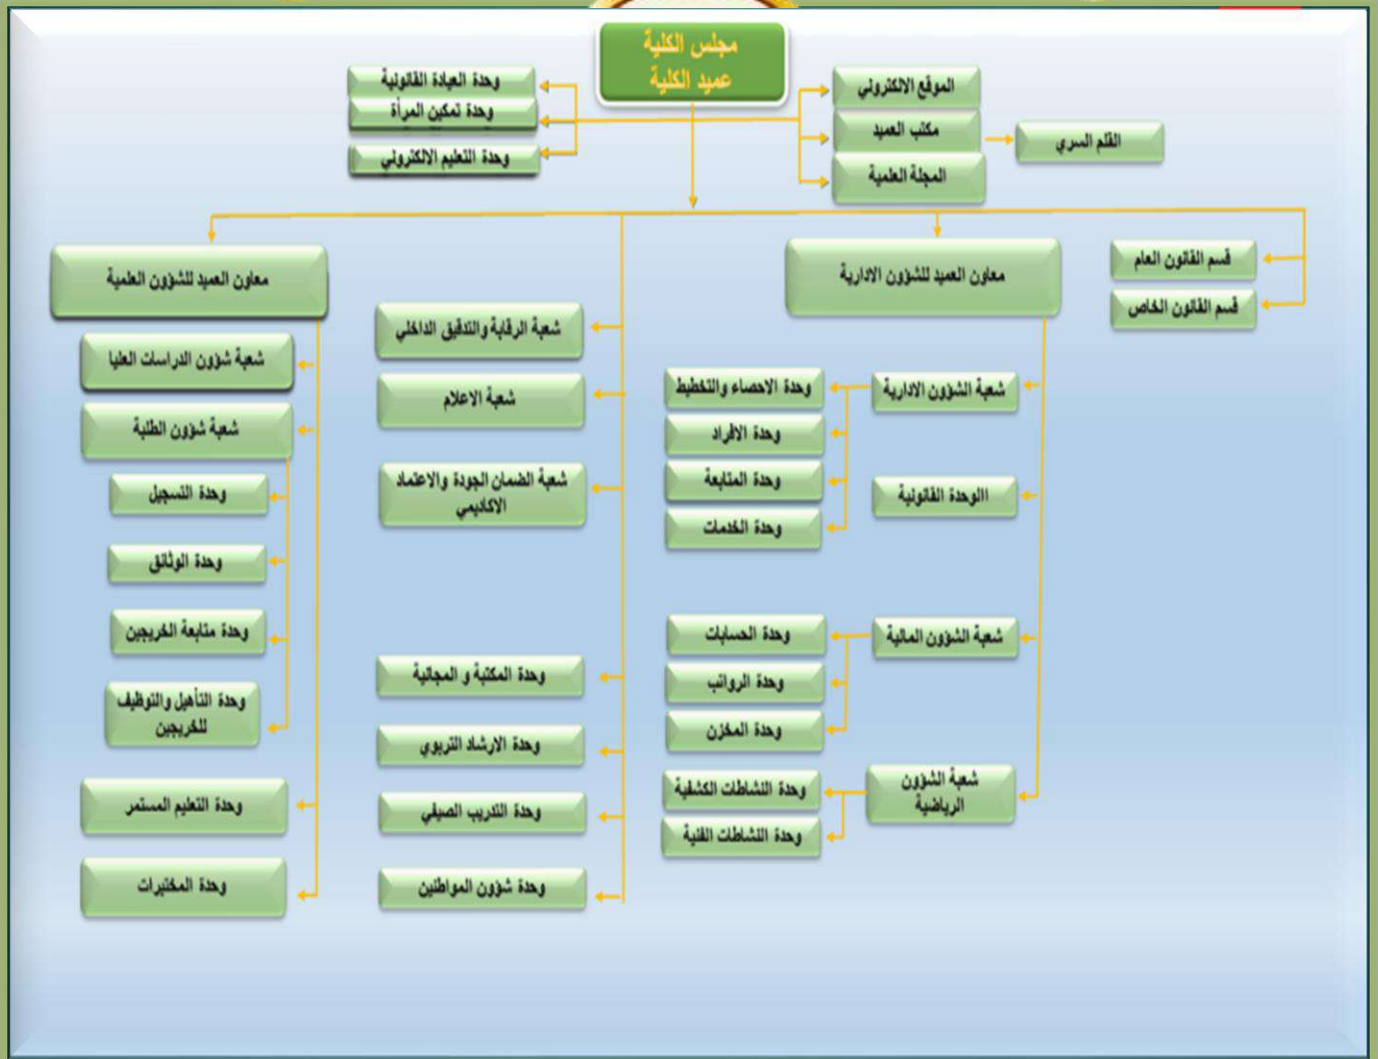 مجلس الكلية
عميد الكلية
الموقع الالكتروني
مكتب العميد
المجلة العلمية
القلم السري
وحدة العيادة القانونية
وحدة تمكين المرأة
وحدة التعليم الالكتروني
قسم القانون العام
قسم القانون الخاص
معاون العميد للشؤون الادارية
شعبة الشؤون الادارية
وحدة الاحصاء والتخطيط
وحدة الافراد
وحدة المتابعة
وحدة الخدمات
االوحدة القانونية
شعبة الشؤون المالية
وحدة الحسابات
وحدة الرواتب
وحدة المخزن
شعبة الشؤون
الرياضية
وحدة النشاطات الكشفية
وحدة النشاطات الفنية
شعبة الرقابة والتدقيق الداخلي
شعبة الاعلام
شعبة الضمان الجودة والاعتماد
الاكاديمي
وحدة المكتبة و المجانية
وحدة الارشاد التربوي
وحدة التدريب الصيفي
وحدة شؤون المواطنين
معاون العميد للشؤون العلمية
شعبة شؤون الدراسات العليا
شعبة شؤون الطلبة
وحدة التسجيل
وحدة الوثائق
وحدة متابعة الخريجين
وحدة التأهيل والتوظيف
للخريجين
وحدة التعليم المستمر
وحدة المختبرات